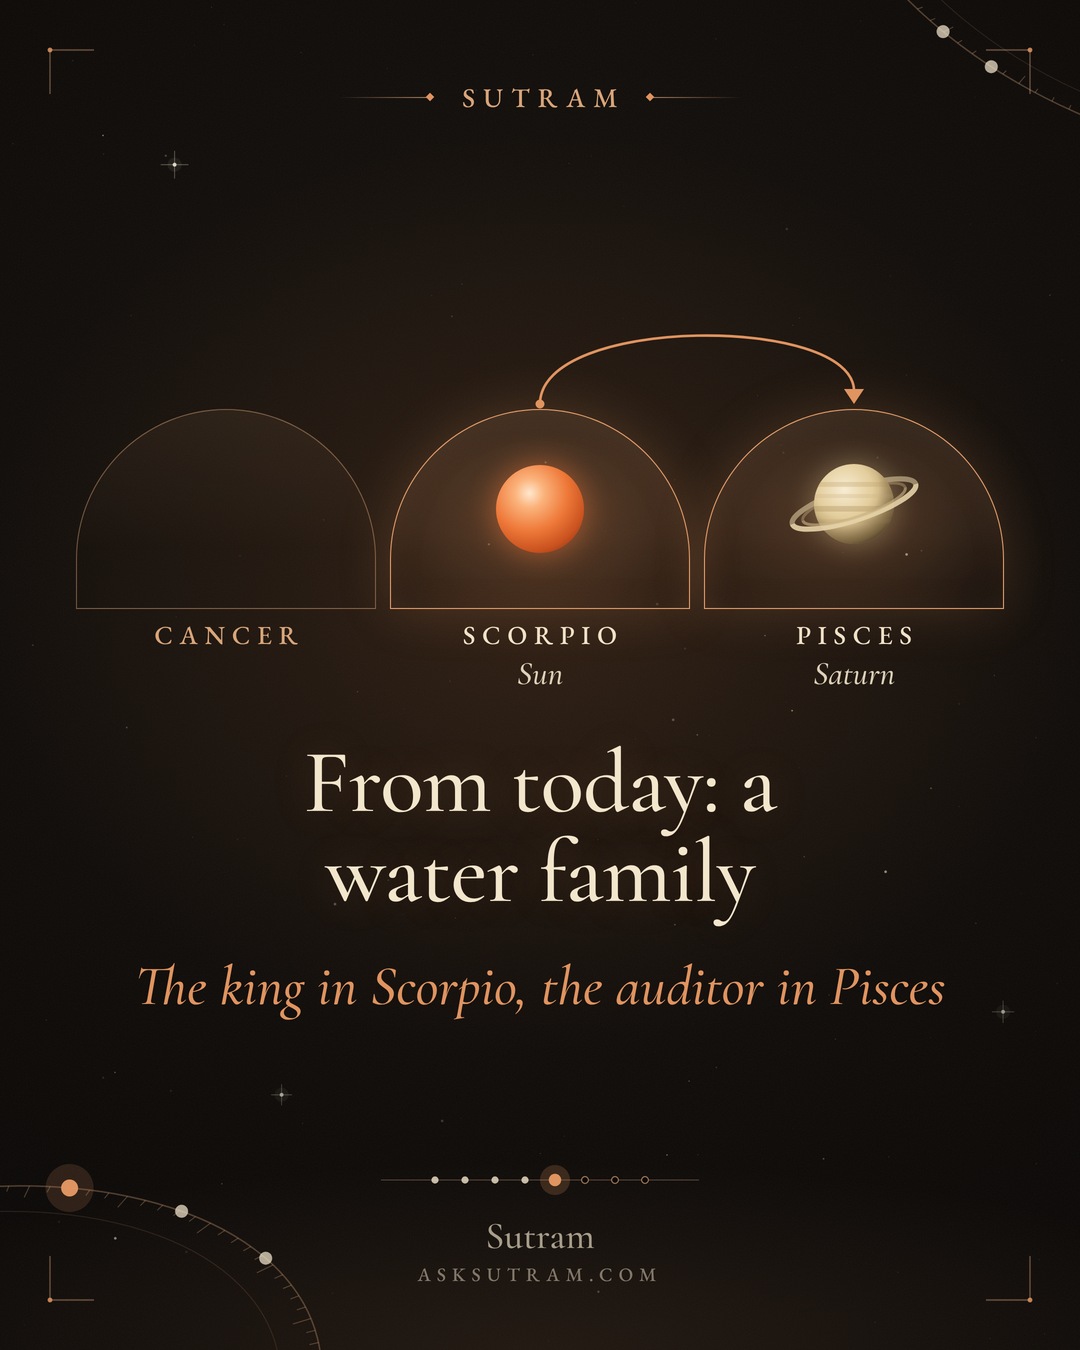 SUTRAM
CANCER
SCORPIO
PISCES
Sun
Saturn
From today: a
water family
The king in Scorpio, the auditor in Pisces
Sutram
ASKSUTRAM.COM